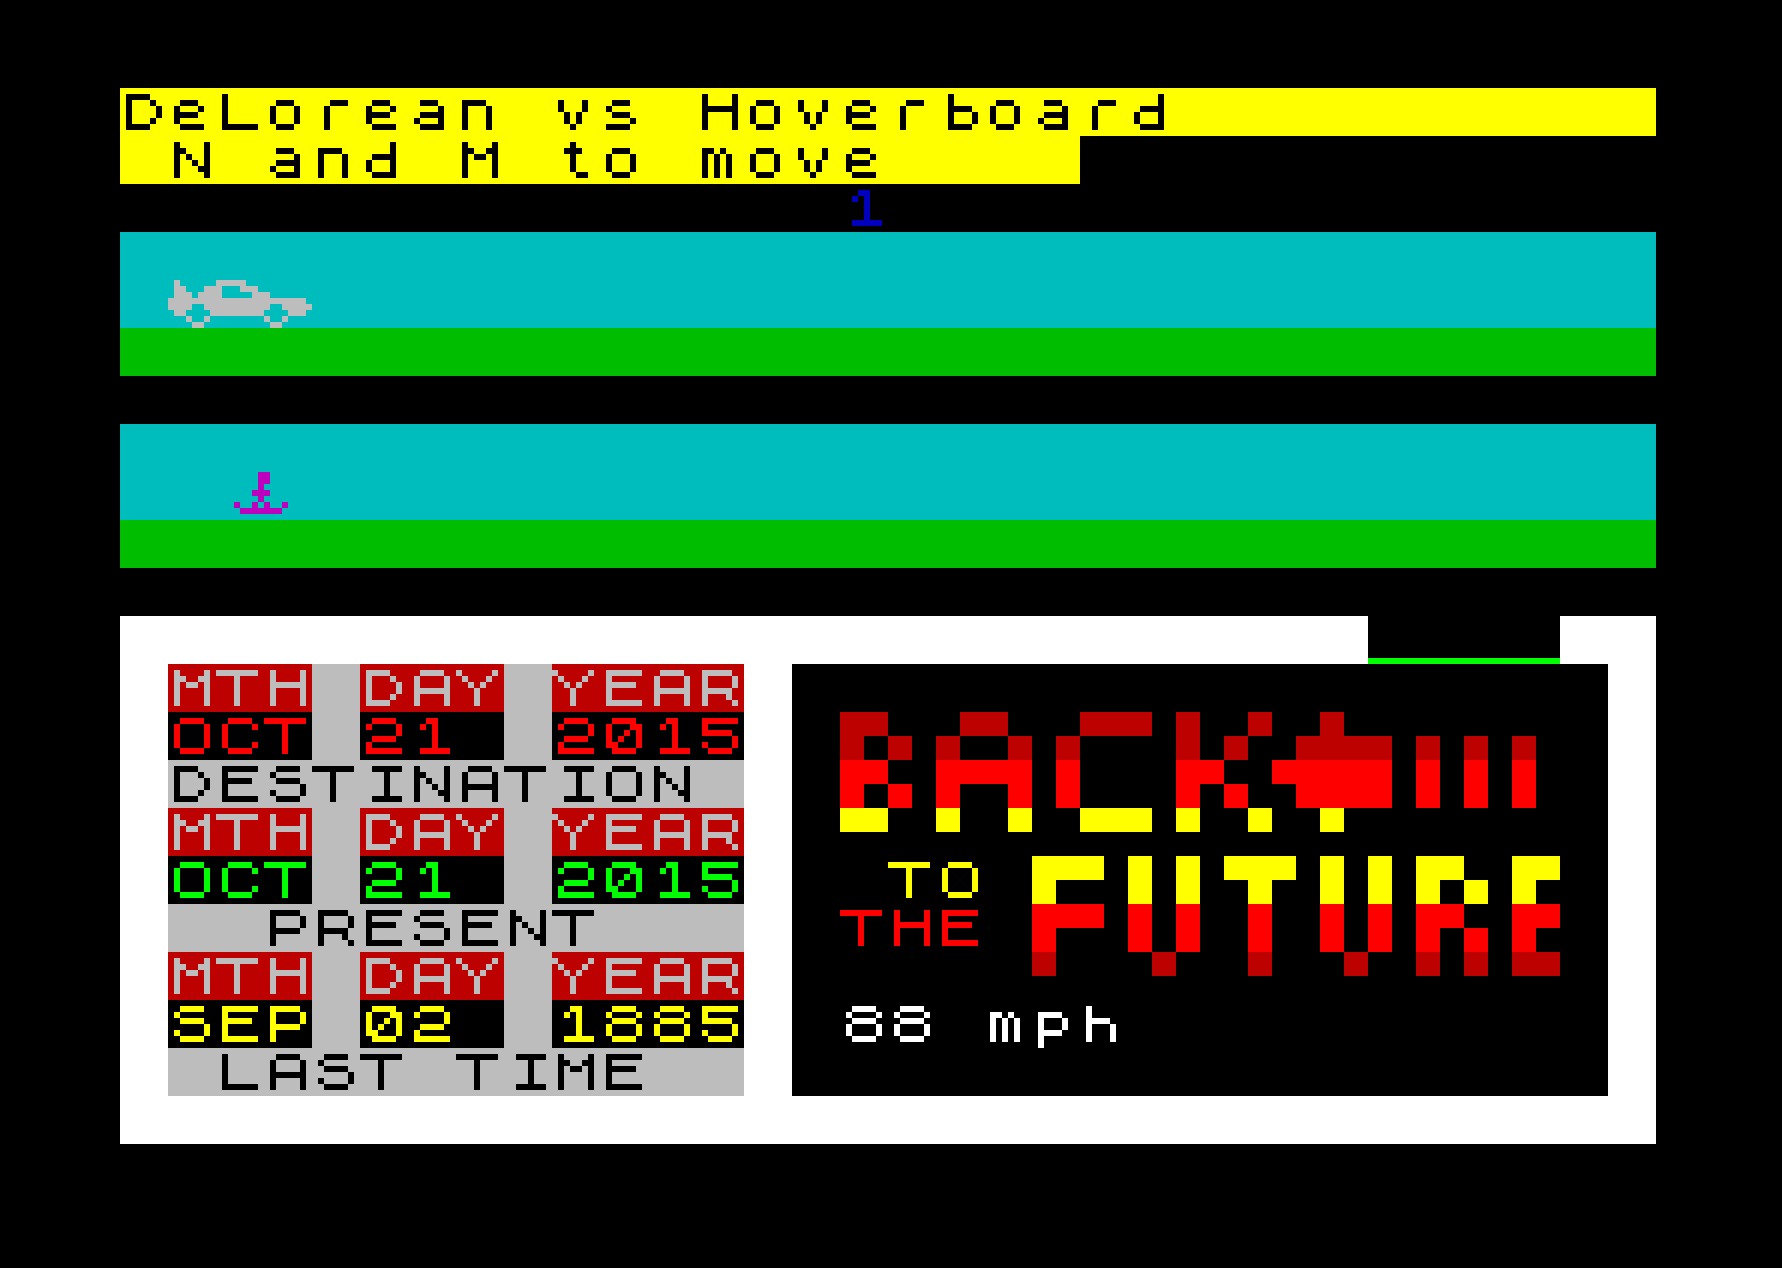 DeLorean vs Hoverboard
N and M to move
1
MTH DAY YEAR
OCT 21 2015
DESTINATION
MTH DAY YEAR
OCT 21 2015
PRESENT
MTH DAY YEAR
SEP 02 1885
LAST TIME
BACK
TO THE FUTURE
88 mph